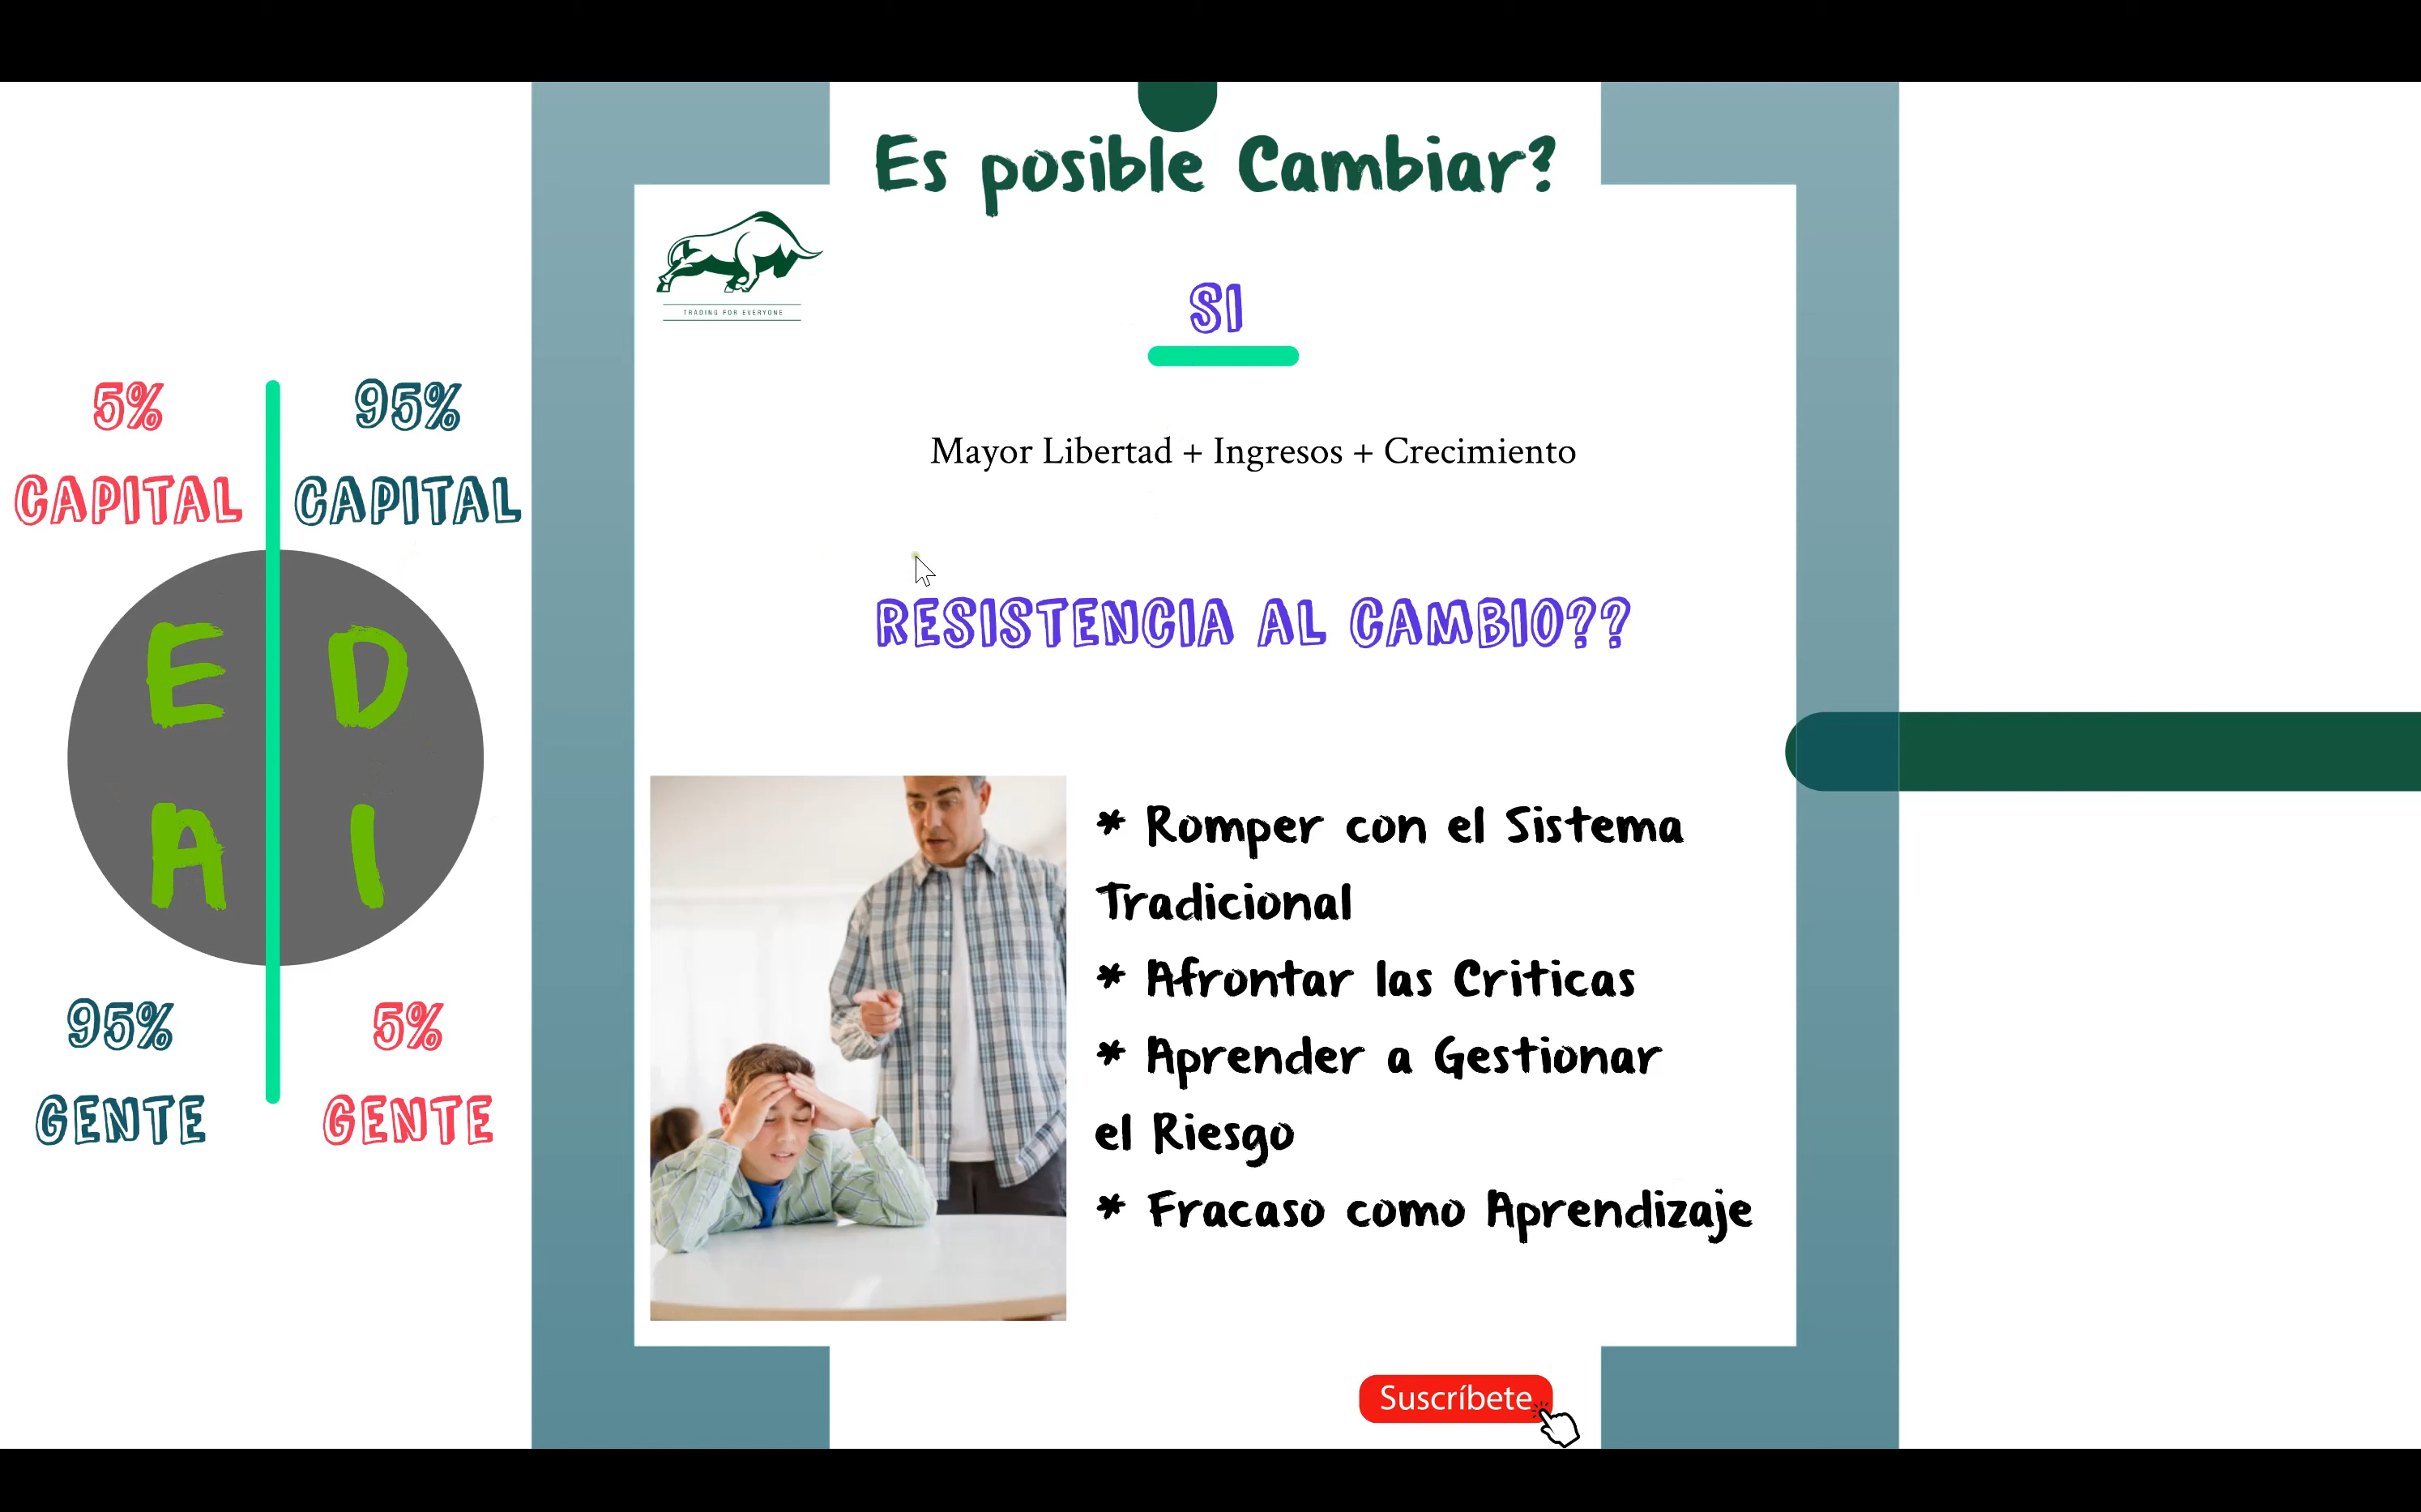 Es posible Cambiar?
TRADING FOR EVERYONE
SI
5%
95%
CAPITAL
CAPITAL
Mayor Libertad + Ingresos + Crecimiento
RESISTENCIA AL CAMBIO??
E
D
A
I
* Romper con el Sistema
Tradicional
* Afrontar las Criticas
* Aprender a Gestionar
el Riesgo
* Fracaso como Aprendizaje
95%
5%
GENTE
GENTE
Suscríbete